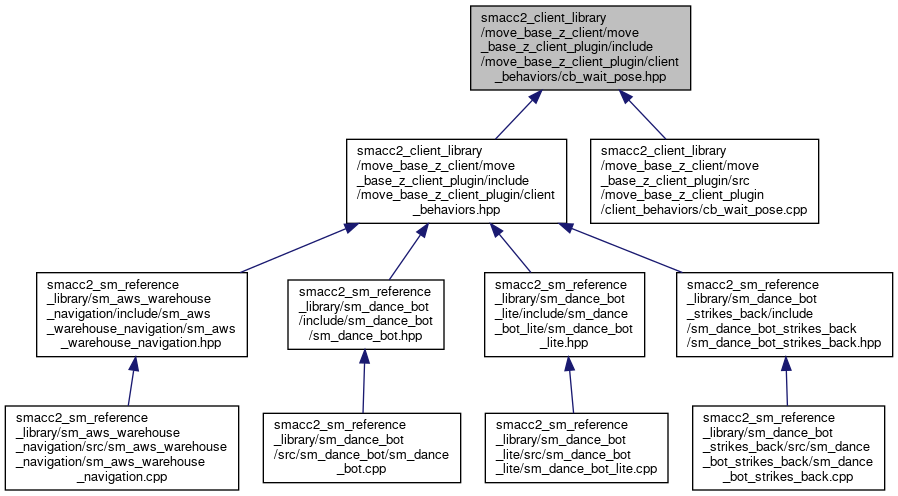 smacc2_client_library
/move_base_z_client/move
_base_z_client_plugin/include
/move_base_z_client_plugin/client
_behaviors/cb_wait_pose.hpp
smacc2_client_library
/move_base_z_client/move
_base_z_client_plugin/include
/move_base_z_client_plugin/client
_behaviors.hpp
smacc2_client_library
/move_base_z_client/move
_base_z_client_plugin/src
/move_base_z_client_plugin
/client_behaviors/cb_wait_pose.cpp
smacc2_sm_reference
_library/sm_aws_warehouse
_navigation/include/sm_aws
_warehouse_navigation/sm_aws
_warehouse_navigation.hpp
smacc2_sm_reference
_library/sm_dance_bot
/include/sm_dance_bot
/sm_dance_bot.hpp
smacc2_sm_reference
_library/sm_dance_bot
_lite/include/sm_dance
_bot_lite/sm_dance_bot
_lite.hpp
smacc2_sm_reference
_library/sm_dance_bot
_strikes_back/include
/sm_dance_bot_strikes_back
/sm_dance_bot_strikes_back.hpp
smacc2_sm_reference
_library/sm_aws_warehouse
_navigation/src/sm_aws_warehouse
_navigation/sm_aws_warehouse
_navigation.cpp
smacc2_sm_reference
_library/sm_dance_bot
/src/sm_dance_bot/sm_dance
_bot.cpp
smacc2_sm_reference
_library/sm_dance_bot
_lite/src/sm_dance_bot
_lite/sm_dance_bot_lite.cpp
smacc2_sm_reference
_library/sm_dance_bot
_strikes_back/src/sm_dance
_bot_strikes_back/sm_dance
_bot_strikes_back.cpp